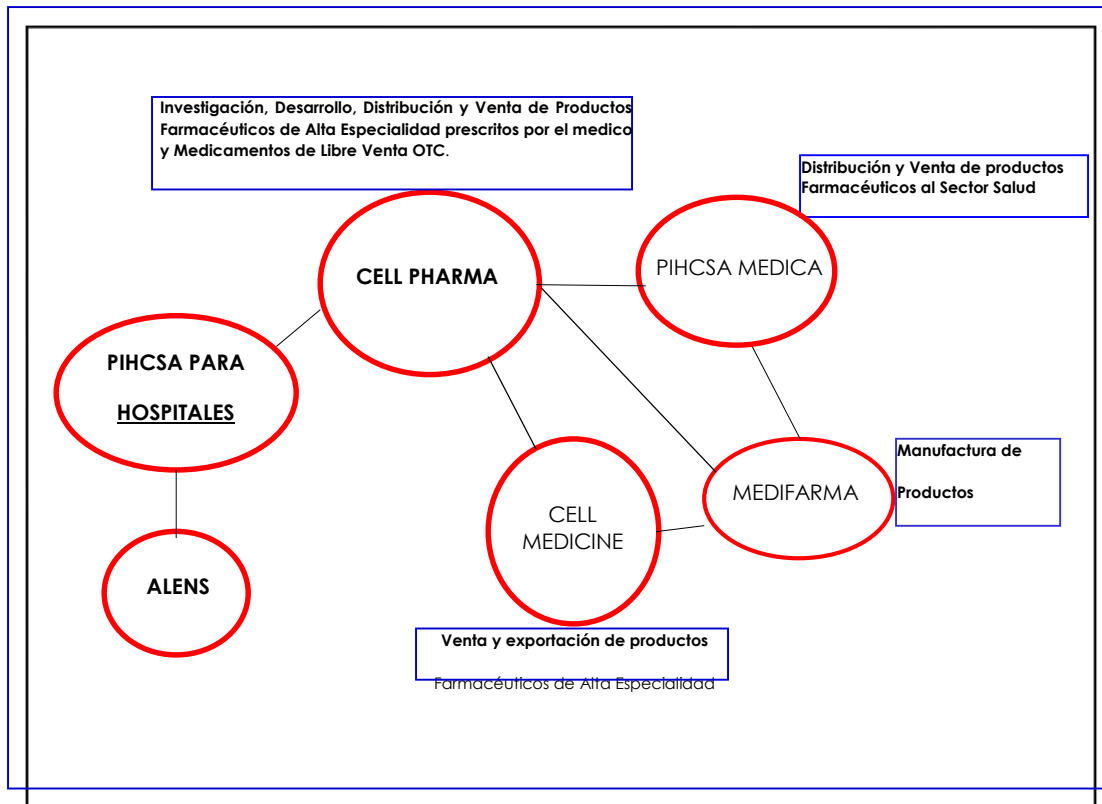 Investigación, Desarrollo, Distribución y Venta de Productos
Farmacéuticos de Alta Especialidad prescritos por el medico
y Medicamentos de Libre Venta OTC.
Distribución y Venta de productos
Farmacéuticos al Sector Salud
CELL PHARMA
PIHCSA MEDICA
PIHCSA PARA
HOSPITALES
Manufactura de
Productos
MEDIFARMA
CELL
MEDICINE
ALENS
Venta y exportación de productos
Farmacéuticos de Alta Especialidad